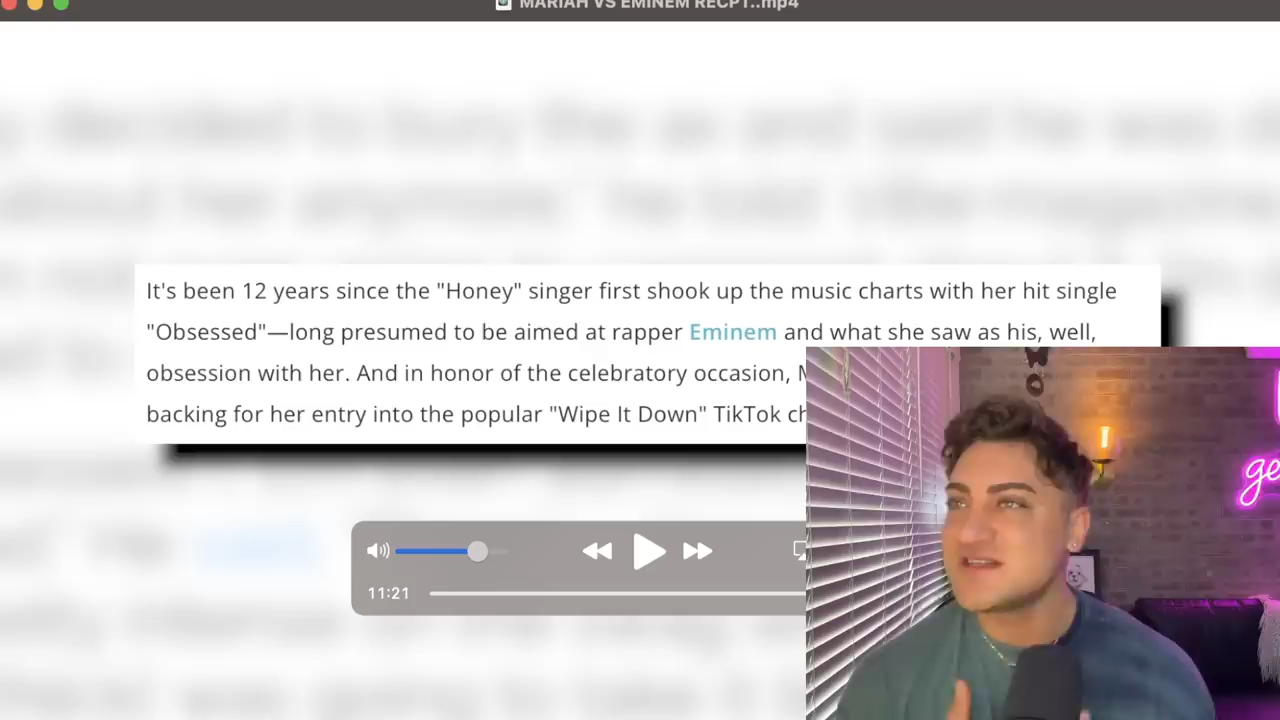 MARIAH VS EMINEM RECPT..mp4
It's been 12 years since the "Honey" singer first shook up the music charts with her hit single
"Obsessed"—long presumed to be aimed at rapper Eminem and what she saw as his, well,
obsession with her. And in honor of the celebratory occasion, M
backing for her entry into the popular "Wipe It Down" TikTok ch
11:21
ge